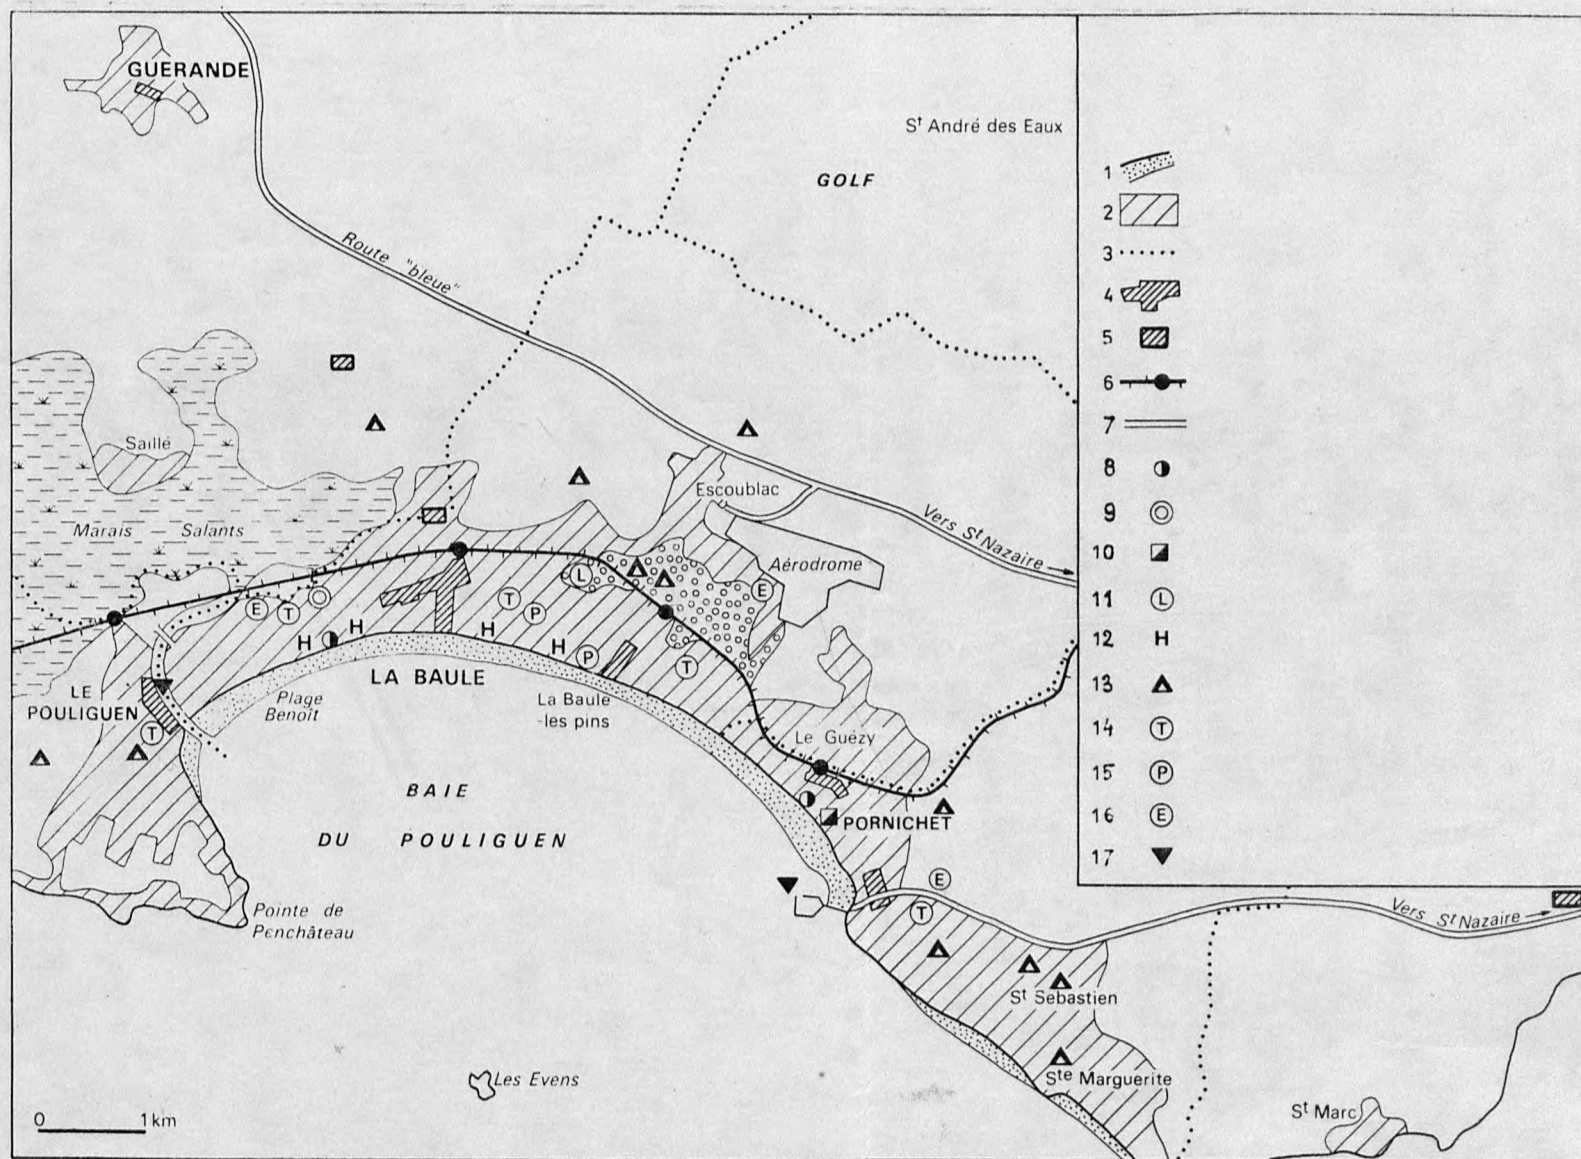 GUERANDE
St André des Eaux
GOLF
Route "bleue"
Saillé
Marais Salants
Escoublac
Aérodrome
Vers St Nazaire
L
E
T
P
E
T
H
H
H
H
P
T
LA BAULE
LE
POULIGUEN
T
Plage
Benoît
La Baule
-les pins
Le Guézy
PORNICHET
BAIE
DU POULIGUEN
Pointe de
Penchâteau
E
T
Vers St Nazaire
St Sebastien
Ste Marguerite
Les Evens
St Marc
0 1 km
1
2
3
4
5
6
7
8
9
10
11 L
12 H
13
14 T
15 P
16 E
17